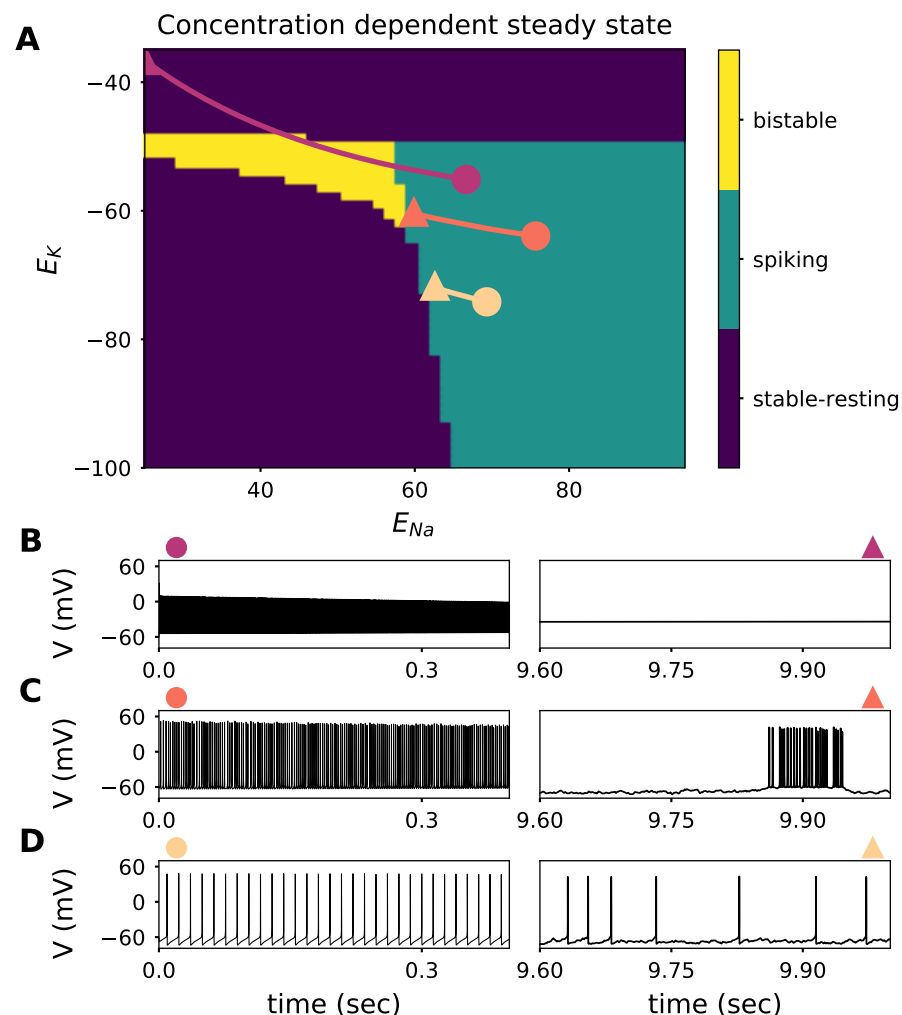 A
Concentration dependent steady state
−40
−60
−80
−100
E_K
40
60
80
E_Na
bistable
spiking
stable-resting
B
V (mV)
60
0
−60
0.0
0.3
9.60
9.75
9.90
C
V (mV)
60
0
−60
0.0
0.3
9.60
9.75
9.90
D
V (mV)
60
0
−60
0.0
0.3
9.60
9.75
9.90
time (sec)
time (sec)